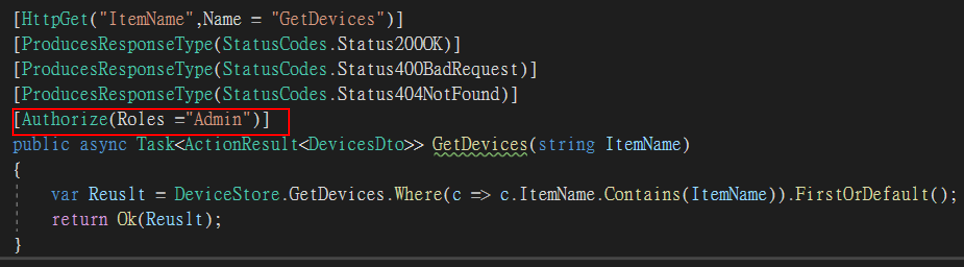 [HttpGet("ItemName",Name = "GetDevices")]
[ProducesResponseType(StatusCodes.Status200OK)]
[ProducesResponseType(StatusCodes.Status400BadRequest)]
[ProducesResponseType(StatusCodes.Status404NotFound)]
[Authorize(Roles ="Admin")]
public async Task<ActionResult<DevicesDto>> GetDevices(string ItemName)
{
    var Reuslt = DeviceStore.GetDevices.Where(c => c.ItemName.Contains(ItemName)).FirstOrDefault();
    return Ok(Reuslt);
}